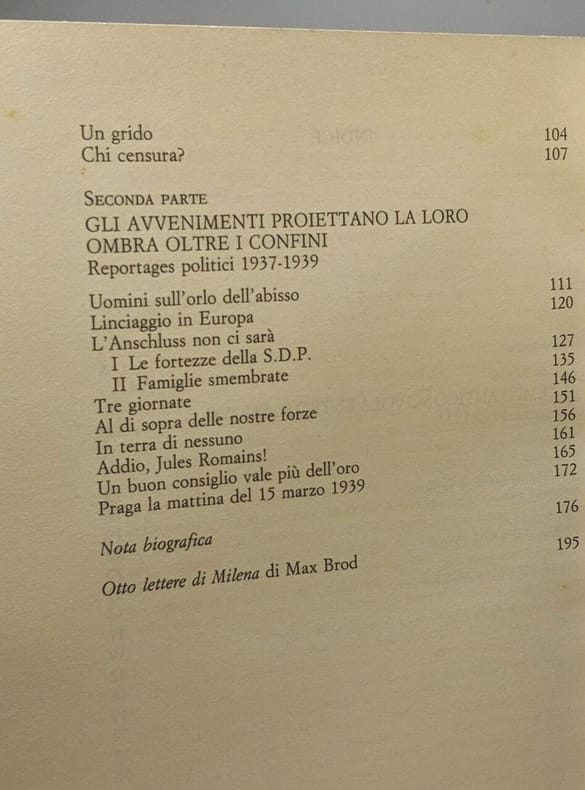 Un grido 104
Chi censura? 107
SECONDA PARTE
GLI AVVENIMENTI PROIETTANO LA LORO
OMBRA OLTRE I CONFINI
Reportages politici 1937-1939
Uomini sull'orlo dell'abisso 111
Linciaggio in Europa 120
L'Anschluss non ci sarà
I Le fortezze della S.D.P. 127
II Famiglie smembrate 135
Tre giornate 146
Al di sopra delle nostre forze 151
In terra di nessuno 156
Addio, Jules Romains! 161
Un buon consiglio vale più dell'oro 165
Praga la mattina del 15 marzo 1939 172
Nota biografica 176
Otto lettere di Milena di Max Brod 195